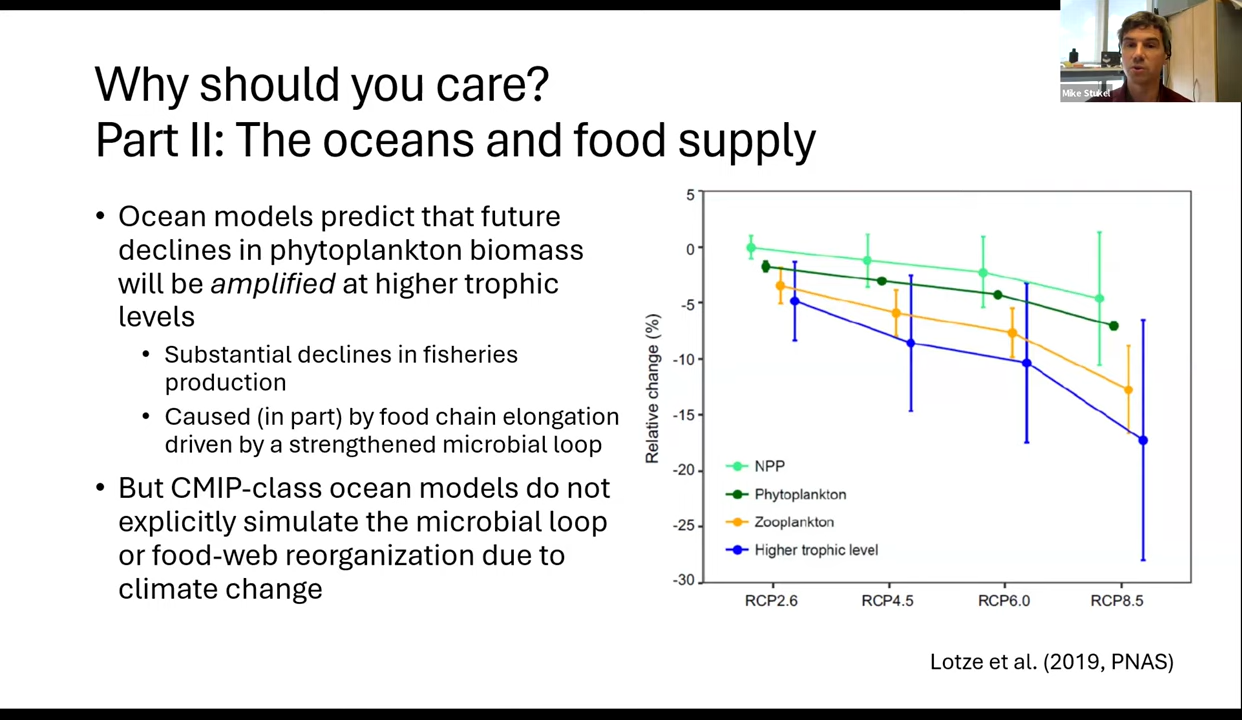 Why should you care?
Part II: The oceans and food supply
Mike Stukel
• Ocean models predict that future
declines in phytoplankton biomass
will be amplified at higher trophic
levels
• Substantial declines in fisheries
production
• Caused (in part) by food chain elongation
driven by a strengthened microbial loop
• But CMIP-class ocean models do not
explicitly simulate the microbial loop
or food-web reorganization due to
climate change
Relative change (%)
5
0
-5
-10
-15
-20
-25
-30
NPP
Phytoplankton
Zooplankton
Higher trophic level
RCP2.6 RCP4.5 RCP6.0 RCP8.5
Lotze et al. (2019, PNAS)